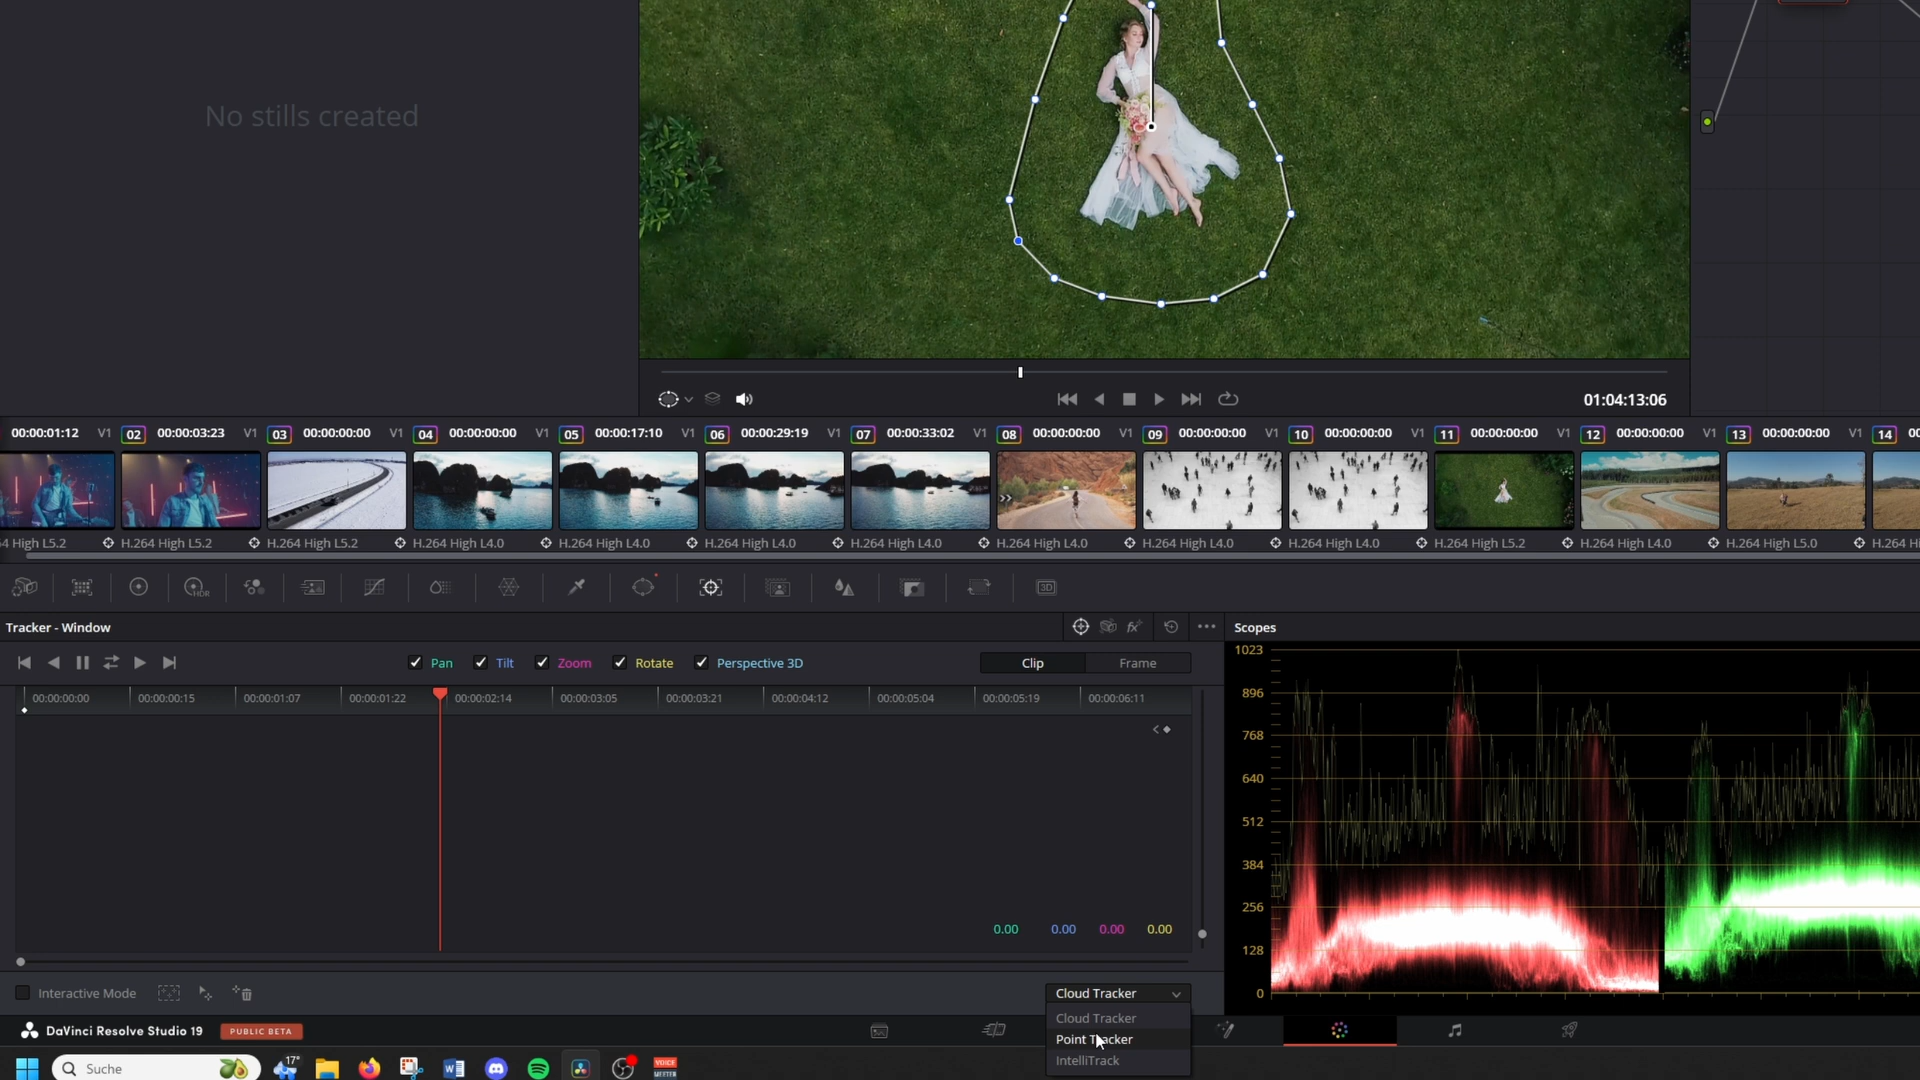 No stills created
01:04:13:06
00:00:01:12 V1 02 00:00:03:23 V1 03 00:00:00:00 V1 04 00:00:00:00 V1 05 00:00:17:10 V1 06 00:00:29:19 V1 07 00:00:33:02 V1 08 00:00:00:00 V1 09 00:00:00:00 V1 10 00:00:00:00 V1 11 00:00:00:00 V1 12 00:00:00:00 V1 13 00:00:00:00 V1 14 00
4 High L5.2 H.264 High L5.2 H.264 High L5.2 H.264 High L4.0 H.264 High L4.0 H.264 High L4.0 H.264 High L4.0 H.264 High L4.0 H.264 High L4.0 H.264 High L4.0 H.264 High L5.2 H.264 High L4.0 H.264 High L5.0 H.264 Hi
HDR 3D
Tracker - Window
fx
Scopes
Pan Tilt Zoom Rotate Perspective 3D Clip Frame
00:00:00:00 00:00:00:15 00:00:01:07 00:00:01:22 00:00:02:14 00:00:03:05 00:00:03:21 00:00:04:12 00:00:05:04 00:00:05:19 00:00:06:11
1023
896
768
640
512
384
256
128
0
0.00 0.00 0.00 0.00
Interactive Mode
Cloud Tracker
Cloud Tracker
Point Tracker
IntelliTrack
DaVinci Resolve Studio 19 PUBLIC BETA
Suche
17°
VOICE
MEETER